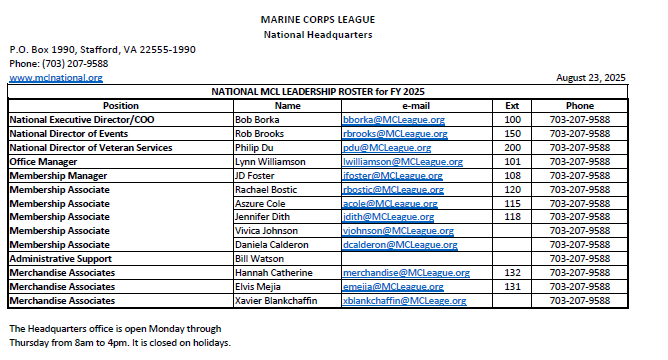 MARINE CORPS LEAGUE
National Headquarters
P.O. Box 1990, Stafford, VA 22555-1990
Phone: (703) 207-9588
www.mclnational.org August 23, 2025
NATIONAL MCL LEADERSHIP ROSTER for FY 2025
Position Name e-mail Ext Phone
National Executive Director/COO Bob Borka bborka@MCLeague.org 100 703-207-9588
National Director of Events Rob Brooks rbrooks@MCLeague.org 150 703-207-9588
National Director of Veteran Services Philip Du pdu@MCLeague.org 200 703-207-9588
Office Manager Lynn Williamson lwilliamson@MCLeague.org 101 703-207-9588
Membership Manager JD Foster jfoster@MCLeague.org 108 703-207-9588
Membership Associate Rachael Bostic rbostic@MCLeague.org 120 703-207-9588
Membership Associate Aszure Cole acole@MCLeague.org 115 703-207-9588
Membership Associate Jennifer Dith jdith@MCLeague.org 118 703-207-9588
Membership Associate Vivica Johnson vjohnson@MCLeague.org 703-207-9588
Membership Associate Daniela Calderon dcalderon@MCLeague.org 703-207-9588
Administrative Support Bill Watson 703-207-9588
Merchandise Associates Hannah Catherine merchandise@MCLeague.org 132 703-207-9588
Merchandise Associates Elvis Mejia emejia@MCLeague.org 131 703-207-9588
Merchandise Associates Xavier Blankchaffin xblankchaffin@MCLeage.org 703-207-9588
The Headquarters office is open Monday through
Thursday from 8am to 4pm. It is closed on holidays.